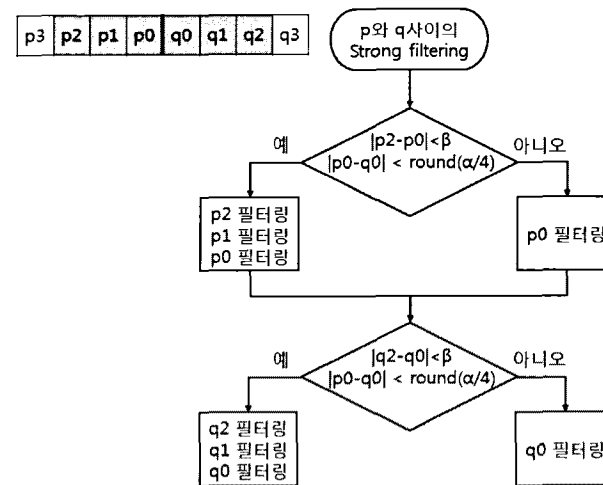 p3 p2 p1 p0 q0 q1 q2 q3
p와 q사이의
Strong filtering
|p2-p0|<β
|p0-q0| < round(α/4)
예
아니오
p2 필터링
p1 필터링
p0 필터링
p0 필터링
|q2-q0|<β
|p0-q0| < round(α/4)
예
아니오
q2 필터링
q1 필터링
q0 필터링
q0 필터링